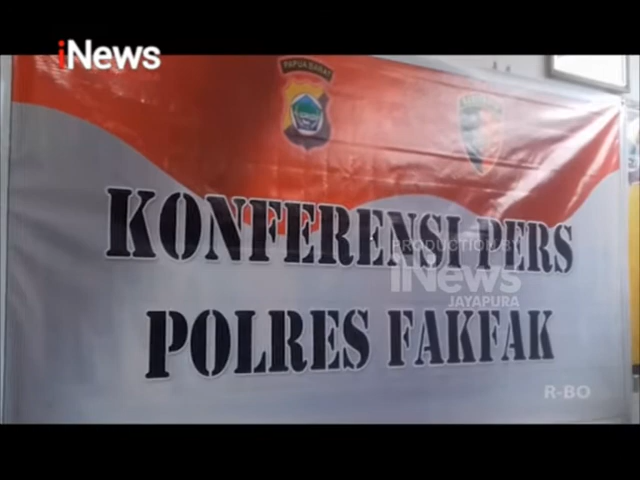 iNews
PAPUA BARAT
KONFERENSI PERS
PRODUCTION BY
iNews
JAYAPURA
POLRES FAKFAK
R-BO